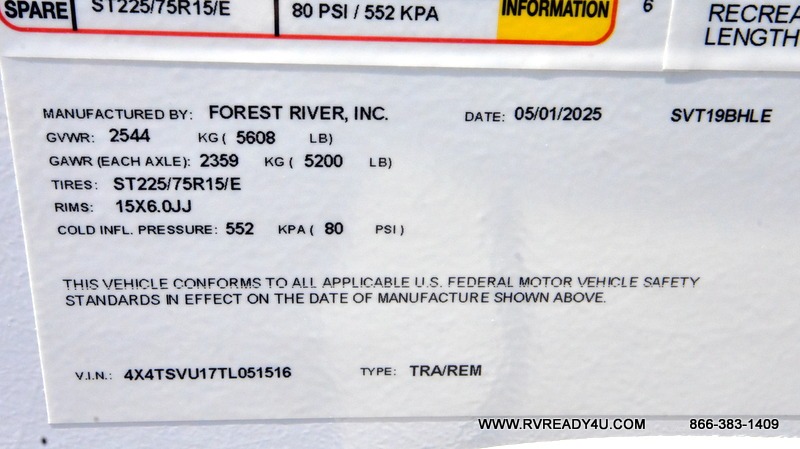 SPARE ST225/75R15/E 80 PSI / 552 KPA INFORMATION 6
LENGTH
MANUFACTURED BY: FOREST RIVER, INC. DATE: 05/01/2025 SVT19BHLE
GVWR: 2544 KG ( 5608 LB)
GAWR (EACH AXLE): 2359 KG ( 5200 LB)
TIRES: ST225/75R15/E
RIMS: 15X6.0JJ
COLD INFL. PRESSURE: 552 KPA ( 80 PSI )
THIS VEHICLE CONFORMS TO ALL APPLICABLE U.S. FEDERAL MOTOR VEHICLE SAFETY
STANDARDS IN EFFECT ON THE DATE OF MANUFACTURE SHOWN ABOVE.
V.I.N.: 4X4TSVU17TL051516 TYPE: TRA/REM
WWW.RVREADY4U.COM 866-383-1409